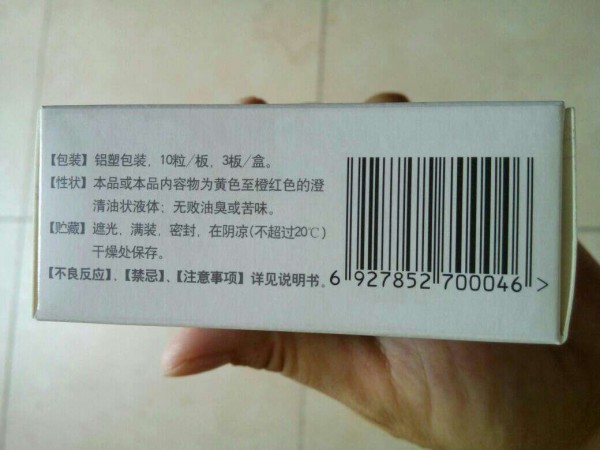 【包装】铝塑包装，10粒/板，3板/盒。
【性状】本品或本品内容物为黄色至橙红色的澄
清油状液体；无败油臭或苦味。
【贮藏】遮光，满装，密封，在阴凉(不超过20℃)
干燥处保存。
【不良反应】、【禁忌】、【注意事项】详见说明书。
6 927852 700046 >